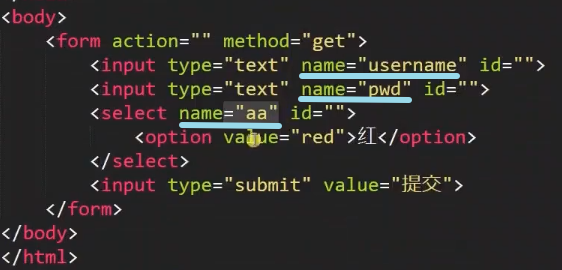 <body>
<form action="" method="get">
<input type="text" name="username" id="">
<input type="text" name="pwd" id="">
<select name="aa" id="">
<option value="red">红</option>
</select>
<input type="submit" value="提交">
</form>
</body>
</html>